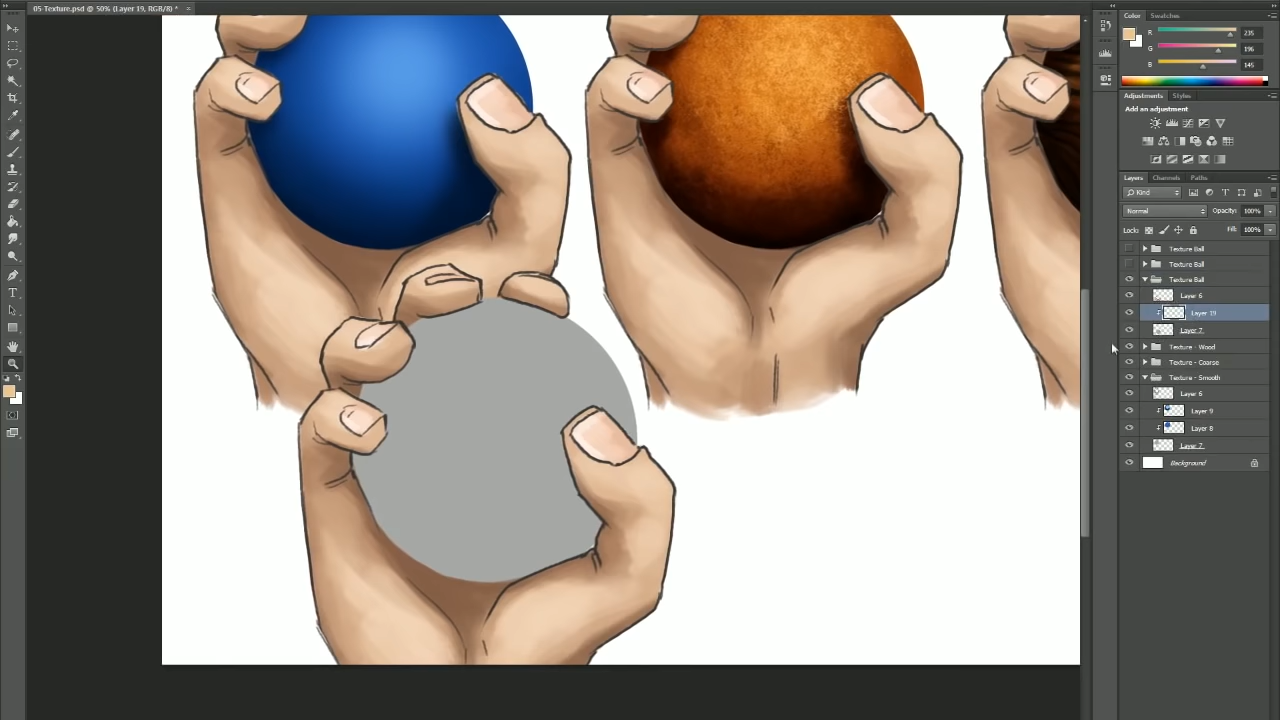 05-Texture.psd @ 50% (Layer 19, RGB/8) *
Color Swatches
R 235
G 196
B 145
Adjustments Styles
Add an adjustment
Layers Channels Paths
Kind
Normal Opacity: 100%
Lock: Fill: 100%
Texture Ball
Texture Ball
Texture Ball
Layer 6
Layer 19
Layer 7
Texture - Wood
Texture - Coarse
Texture - Smooth
Layer 6
Layer 9
Layer 8
Layer 7
Background